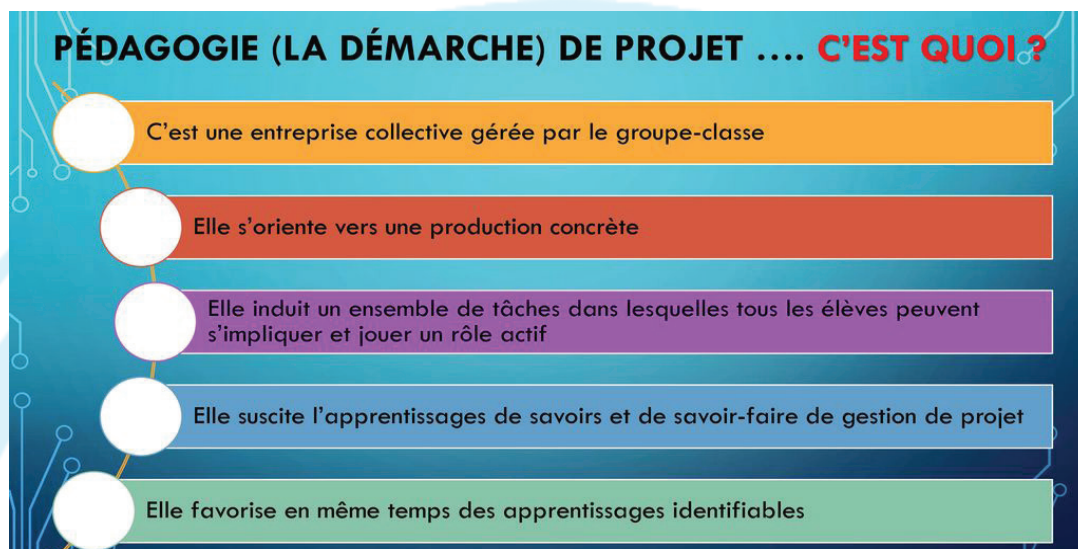 PÉDAGOGIE (LA DÉMARCHE) DE PROJET .... C'EST QUOI ?
C'est une entreprise collective gérée par le groupe-classe
Elle s'oriente vers une production concrète
Elle induit un ensemble de tâches dans lesquelles tous les élèves peuvent
s'impliquer et jouer un rôle actif
Elle suscite l'apprentissages de savoirs et de savoir-faire de gestion de projet
Elle favorise en même temps des apprentissages identifiables